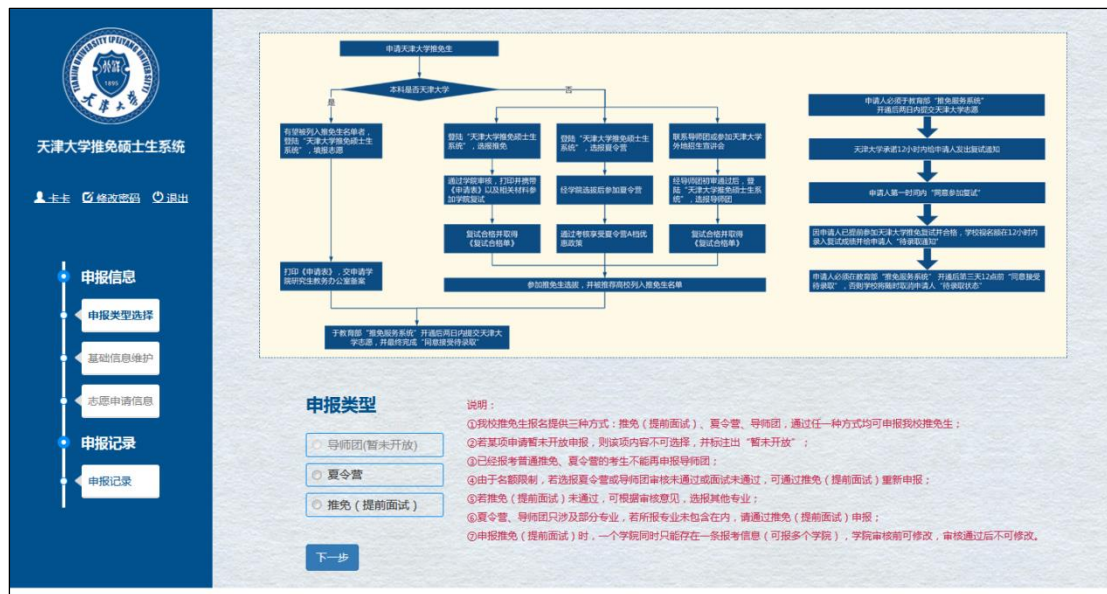 TIANJIN UNIVERSITY (PEIYANG UNIVERSITY)
1895
天津大学
天津大学推免硕士生系统
卡卡 修改密码 退出
申报信息
申报类型选择
基础信息维护
志愿申请信息
申报记录
申报记录
申请天津大学推免生
本科是否天津大学
是
否
有望被列入推免生名单者,
登陆“天津大学推免硕士生
系统”,填报志愿
打印《申请表》,交申请学
院研究生教务办公室备案
登陆“天津大学推免硕士生
系统”,选报推免
通过学院审核,打印并携带
《申请表》以及相关材料参
加学院复试
复试合格并取得
《复试合格单》
登陆“天津大学推免硕士生
系统”,选报夏令营
经学院选拔后参加夏令营
通过考核享受夏令营A档优
惠政策
联系导师团或参加天津大学
外地招生宣讲会
经导师团初审通过后,登
陆“天津大学推免硕士生系
统”,选报导师团
复试合格并取得
《复试合格单》
参加推免生选拔,并被推荐高校列入推免生名单
于教育部“推免服务系统”开通后两日内提交天津大
学志愿,并最终完成“同意接受待录取”
申请人必须于教育部“推免服务系统”
开通后两日内提交天津大学志愿
天津大学承诺12小时内给申请人发出复试通知
申请人第一时间内“同意参加复试”
因申请人已提前参加天津大学推免复试并合格,学校视名额在12小时内
录入复试成绩并给申请人“待录取通知”
申请人必须在教育部“推免服务系统”开通后第三天12点前“同意接受
待录取”,否则学校将随时取消申请人“待录取状态”
申报类型
导师团(暂未开放)
夏令营
推免(提前面试)
下一步
说明:
①我校推免生报名提供三种方式:推免(提前面试)、夏令营、导师团,通过任一种方式均可申报我校推免生;
②若某项申请暂未开放申报,则该项内容不可选择,并标注出“暂未开放”;
③已经报考普通推免、夏令营的考生不能再申报导师团;
④由于名额限制,若选报夏令营或导师团审核未通过或面试未通过,可通过推免(提前面试)重新申报;
⑤若推免(提前面试)未通过,可根据审核意见,选报其他专业;
⑥夏令营、导师团只涉及部分专业,若所报专业未包含在内,请通过推免(提前面试)申报;
⑦申报推免(提前面试)时,一个学院同时只能存在一条报考信息(可报多个学院),学院审核前可修改,审核通过后不可修改。